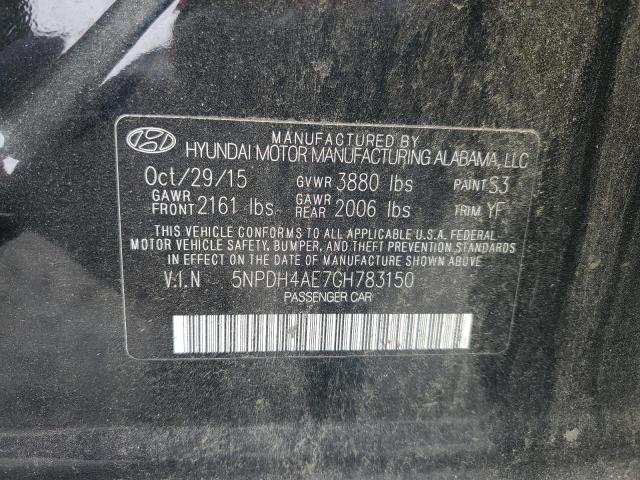 MANUFACTURED BY
HYUNDAI MOTOR MANUFACTURING ALABAMA, LLC
Oct/29/15 GVWR 3880 lbs PAINT S3
GAWR FRONT 2161 lbs GAWR REAR 2006 lbs TRIM YF
THIS VEHICLE CONFORMS TO ALL APPLICABLE U.S.A. FEDERAL
MOTOR VEHICLE SAFETY, BUMPER, AND THEFT PREVENTION STANDARDS
IN EFFECT ON THE DATE OF MANUFACTURE SHOWN ABOVE.
V.I.N 5NPDH4AE7GH783150
PASSENGER CAR